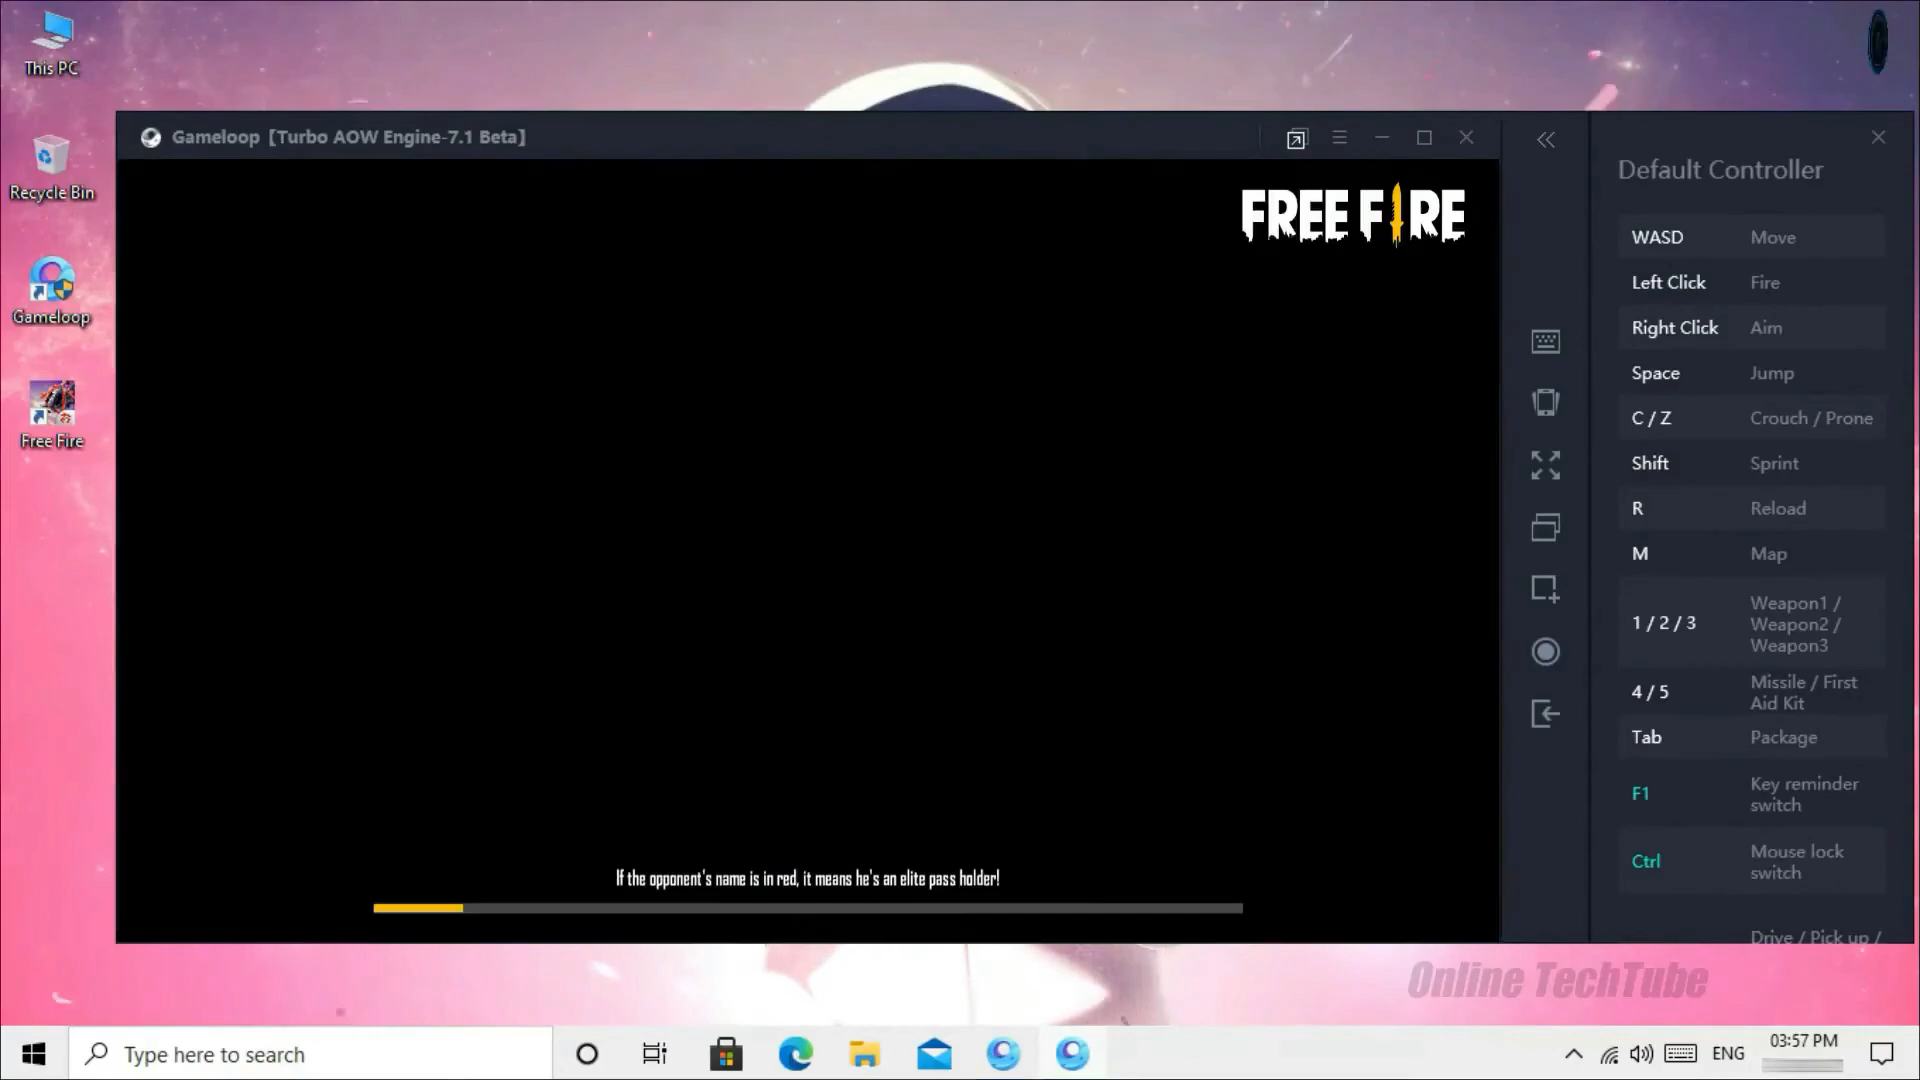 This PC
Recycle Bin
Gameloop
Free Fire
Gameloop【Turbo AOW Engine-7.1 Beta】
FREE FIRE
If the opponent's name is in red, it means he's an elite pass holder!
Default Controller
WASD Move
Left Click Fire
Right Click Aim
Space Jump
C / Z Crouch / Prone
Shift Sprint
R Reload
M Map
1 / 2 / 3 Weapon1 /
Weapon2 /
Weapon3
4 / 5 Missile / First
Aid Kit
Tab Package
F1 Key reminder
switch
Ctrl Mouse lock
switch
Drive / Pick up /
Online TechTube
Type here to search
ENG
03:57 PM